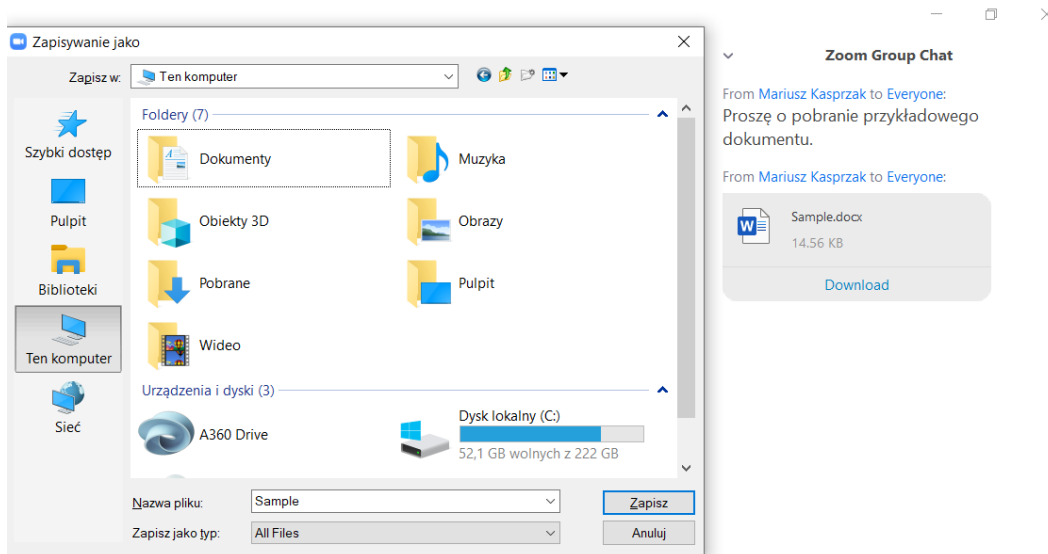 Zapisywanie jako
Zapisz w:
Ten komputer
Szybki dostęp
Pulpit
Biblioteki
Ten komputer
Sieć
Foldery (7)
Dokumenty
Muzyka
Obiekty 3D
Obrazy
Pobrane
Pulpit
Wideo
Urządzenia i dyski (3)
A360 Drive
Dysk lokalny (C:)
52,1 GB wolnych z 222 GB
Nazwa pliku:
Sample
Zapisz
Zapisz jako typ:
All Files
Anuluj
Zoom Group Chat
From Mariusz Kasprzak to Everyone:
Proszę o pobranie przykładowego
dokumentu.
From Mariusz Kasprzak to Everyone:
W
Sample.docx
14.56 KB
Download